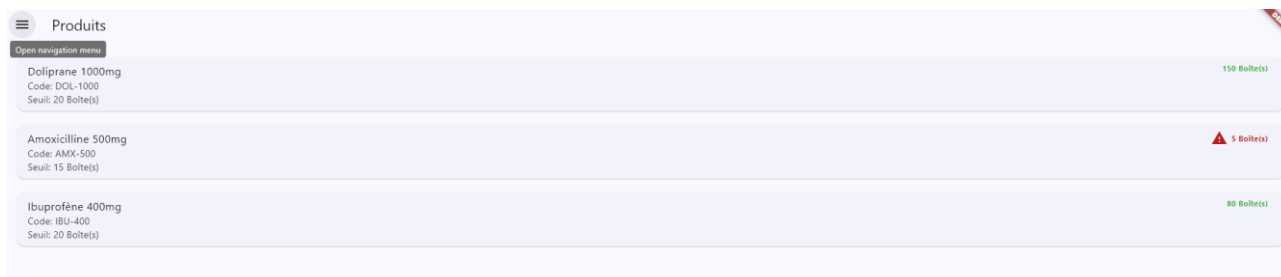 Produits
Open navigation menu
Doliprane 1000mg
150 Boîte(s)
Code: DOL-1000
Seuil: 20 Boîte(s)
Amoxicilline 500mg
5 Boîte(s)
Code: AMX-500
Seuil: 15 Boîte(s)
Ibuprofène 400mg
80 Boîte(s)
Code: IBU-400
Seuil: 20 Boîte(s)